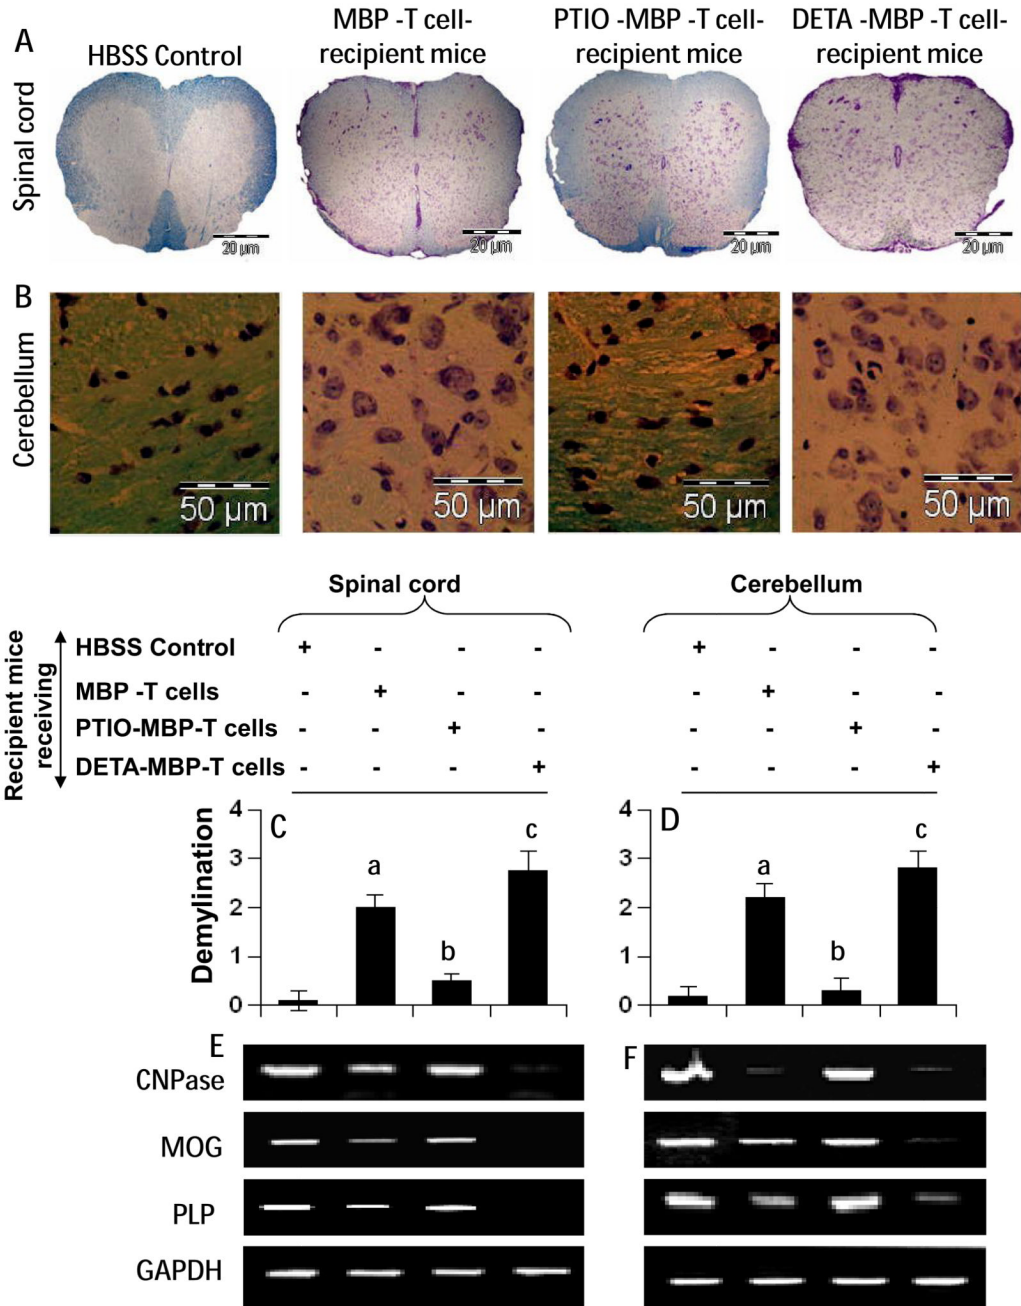 A
HBSS Control
MBP -T cell-
recipient mice
PTIO -MBP -T cell-
recipient mice
DETA -MBP -T cell-
recipient mice
Spinal cord
20 µm
20 µm
20 µm
20 µm
B
Cerebellum
50 µm
50 µm
50 µm
50 µm
Spinal cord
Cerebellum
Recipient mice
receiving
HBSS Control + - - - + - - -
MBP -T cells - + - - - + - -
PTIO-MBP-T cells - - + - - - + -
DETA-MBP-T cells - - - + - - - +
Demylination
4
3
2
1
0
C
a
b
c
4
3
2
1
0
D
a
b
c
E
F
CNPase
MOG
PLP
GAPDH